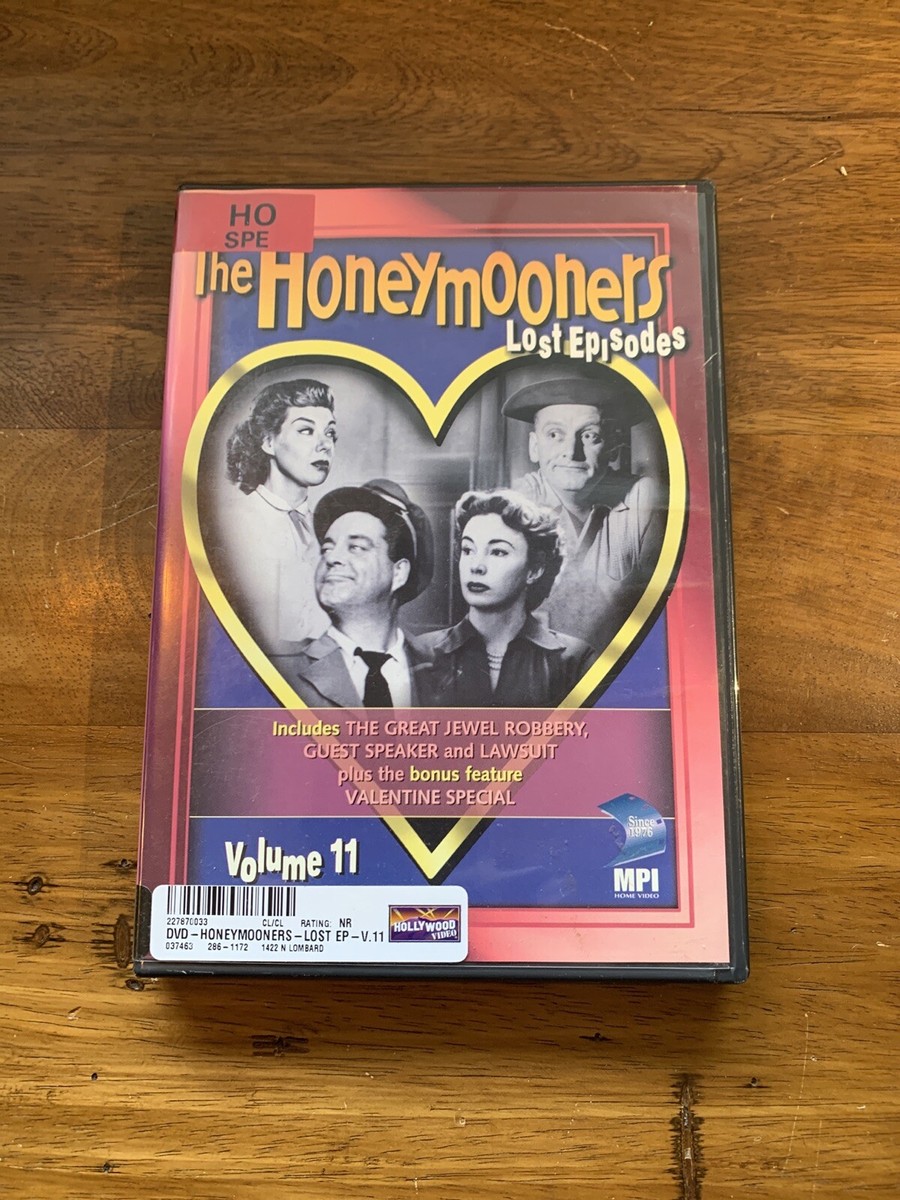 HO
SPE
The Honeymooners
Lost Episodes
Includes THE GREAT JEWEL ROBBERY,
GUEST SPEAKER and LAWSUIT
plus the bonus feature
VALENTINE SPECIAL
Since
1976
MPI
HOME VIDEO
Volume 11
227870033 CL/CL RATING: NR
DVD-HONEYMOONERS-LOST EP-V.11
037463 286-1172 1422 N LOMBARD
HOLLYWOOD
VIDEO